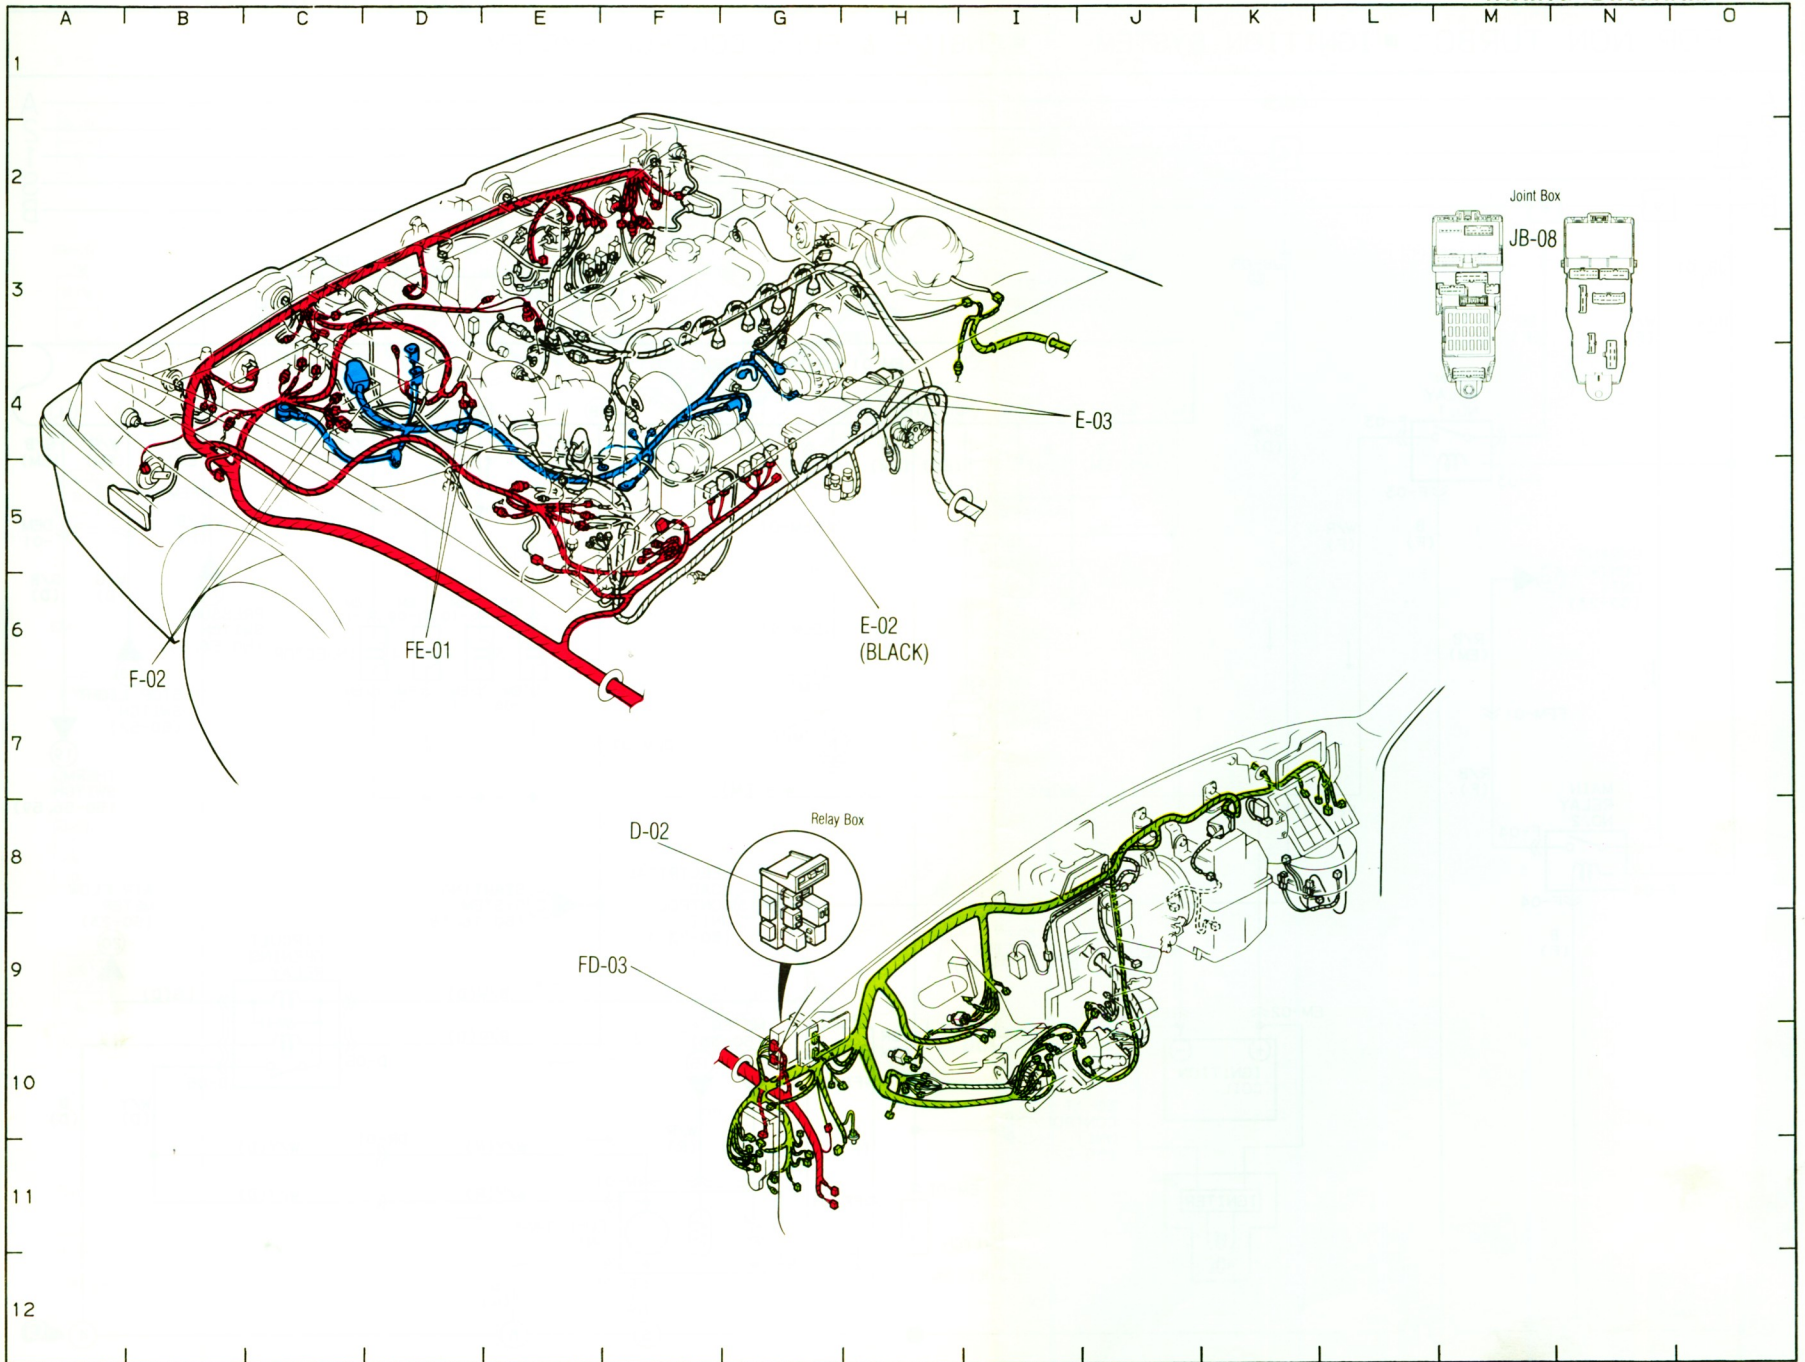 A B C D E F G H I J K L M N O
1
2
Joint Box
JB-08
3
4
E-03
5
E-02
(BLACK)
6
FE-01
F-02
7
Relay Box
D-02
8
FD-03
9
10
11
12